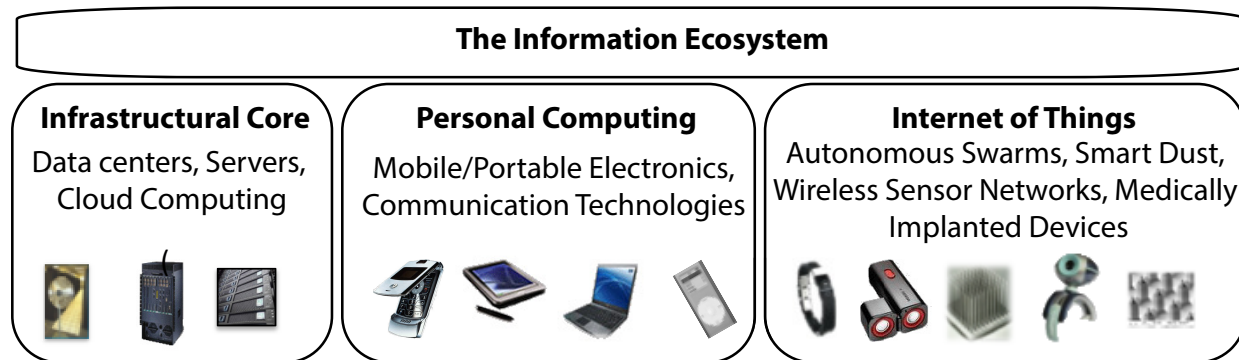 The Information Ecosystem
Infrastructural Core
Data centers, Servers,
Cloud Computing
Personal Computing
Mobile/Portable Electronics,
Communication Technologies
Internet of Things
Autonomous Swarms, Smart Dust,
Wireless Sensor Networks, Medically
Implanted Devices